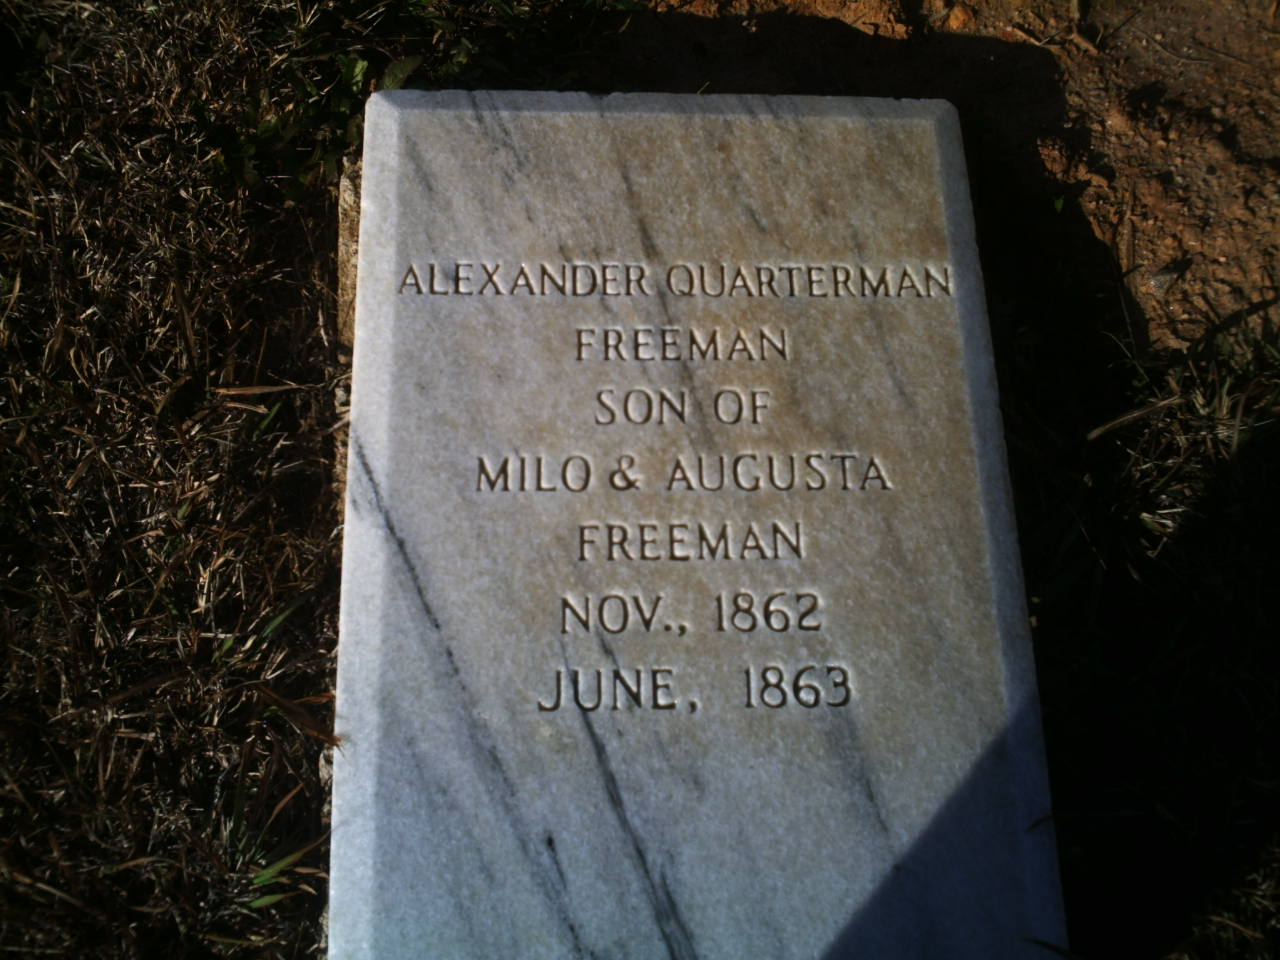 ALEXANDER QUARTERMAN
FREEMAN
SON OF
MILO & AUGUSTA
FREEMAN
NOV., 1862
JUNE, 1863